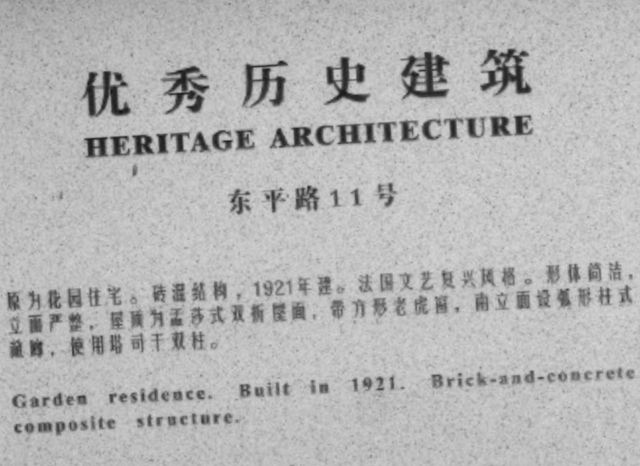 优秀历史建筑
HERITAGE ARCHITECTURE
东平路11号
原为花园住宅。砖混结构，1921年建。法国文艺复兴风格。形体简洁，
立面严整，屋顶为孟莎式双折屋面，带方形老虎窗，南立面设弧形柱式
敞廊，使用塔司干双柱。
Garden residence. Built in 1921. Brick-and-concrete
composite structure.